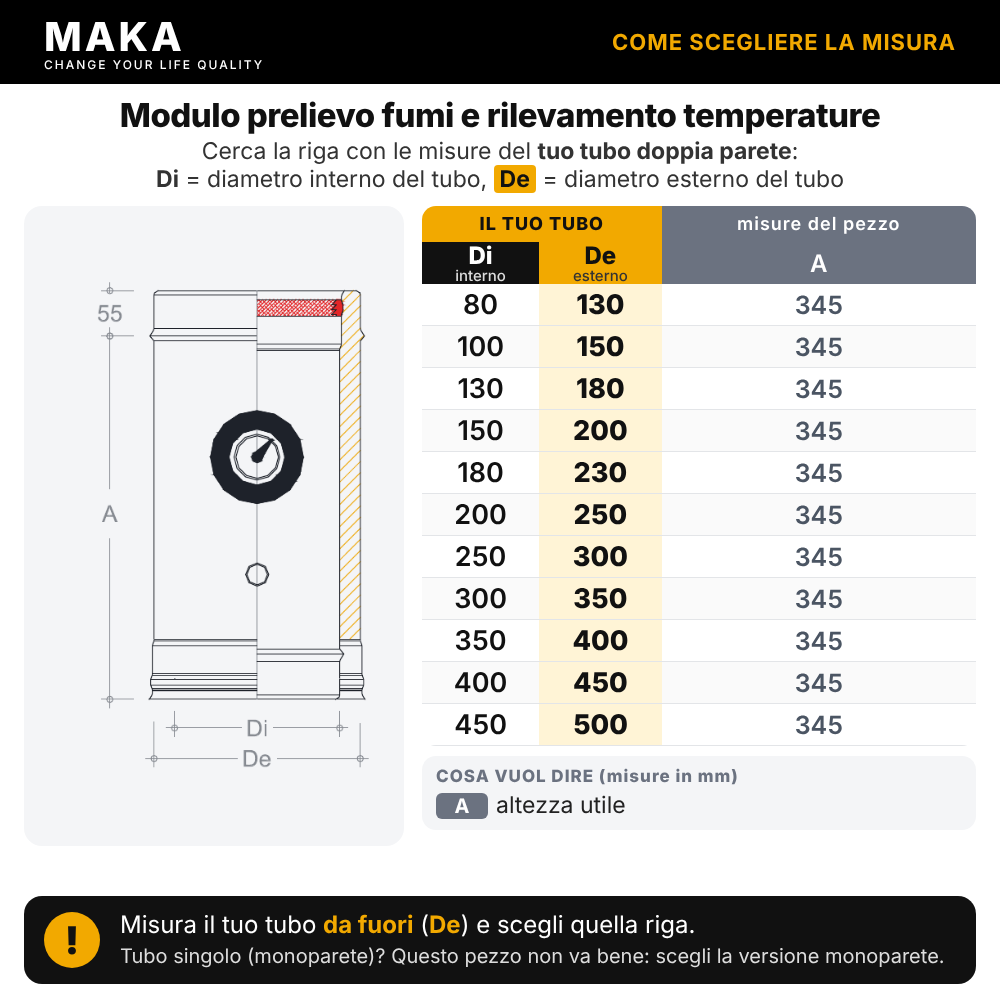 MAKA
CHANGE YOUR LIFE QUALITY
COME SCEGLIERE LA MISURA
Modulo prelievo fumi e rilevamento temperature
Cerca la riga con le misure del tuo tubo doppia parete:
Di = diametro interno del tubo, De = diametro esterno del tubo
55
A
Di
De
IL TUO TUBO misure del pezzo
Di De A
interno esterno
80 130 345
100 150 345
130 180 345
150 200 345
180 230 345
200 250 345
250 300 345
300 350 345
350 400 345
400 450 345
450 500 345
COSA VUOL DIRE (misure in mm)
A altezza utile
! Misura il tuo tubo da fuori (De) e scegli quella riga.
Tubo singolo (monoparete)? Questo pezzo non va bene: scegli la versione monoparete.